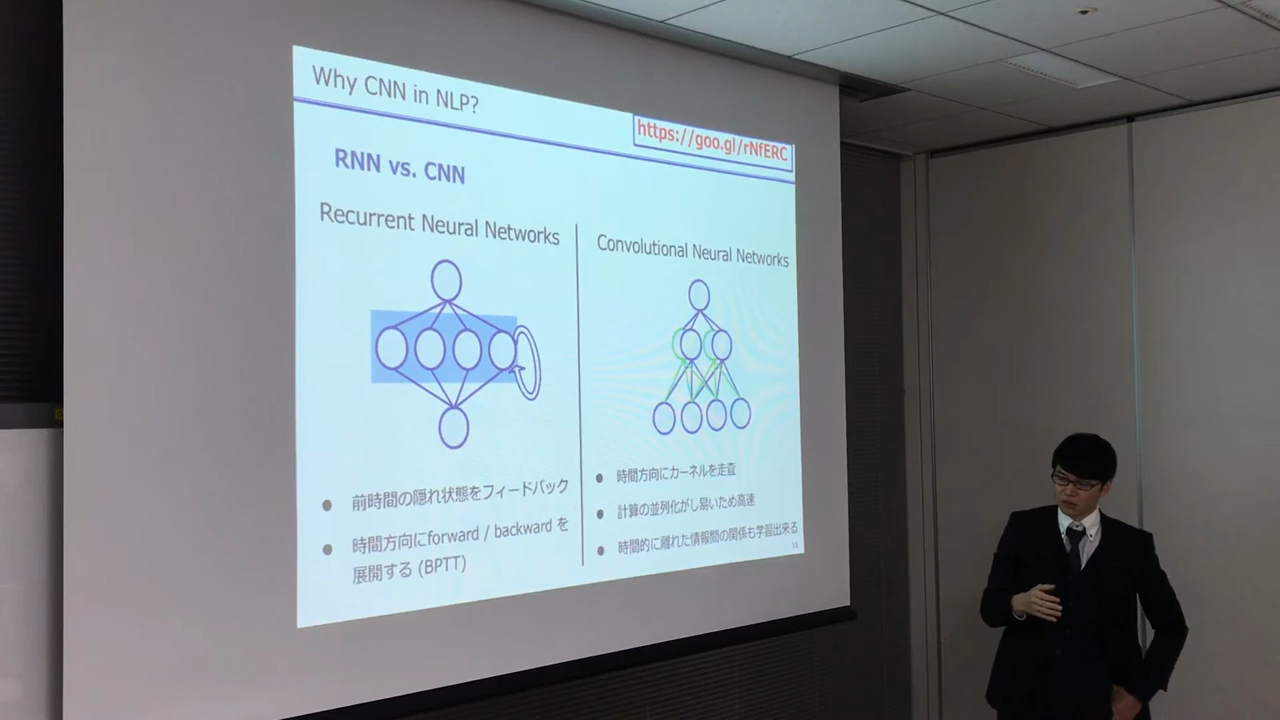 Why CNN in NLP?
https://goo.gl/rNfERC
RNN vs. CNN
Recurrent Neural Networks
● 前時間の隠れ状態をフィードバック
● 時間方向にforward / backward を
展開する (BPTT)
Convolutional Neural Networks
● 時間方向にカーネルを走査
● 計算の並列化がし易いため高速
● 時間的に離れた情報間の関係も学習出来る